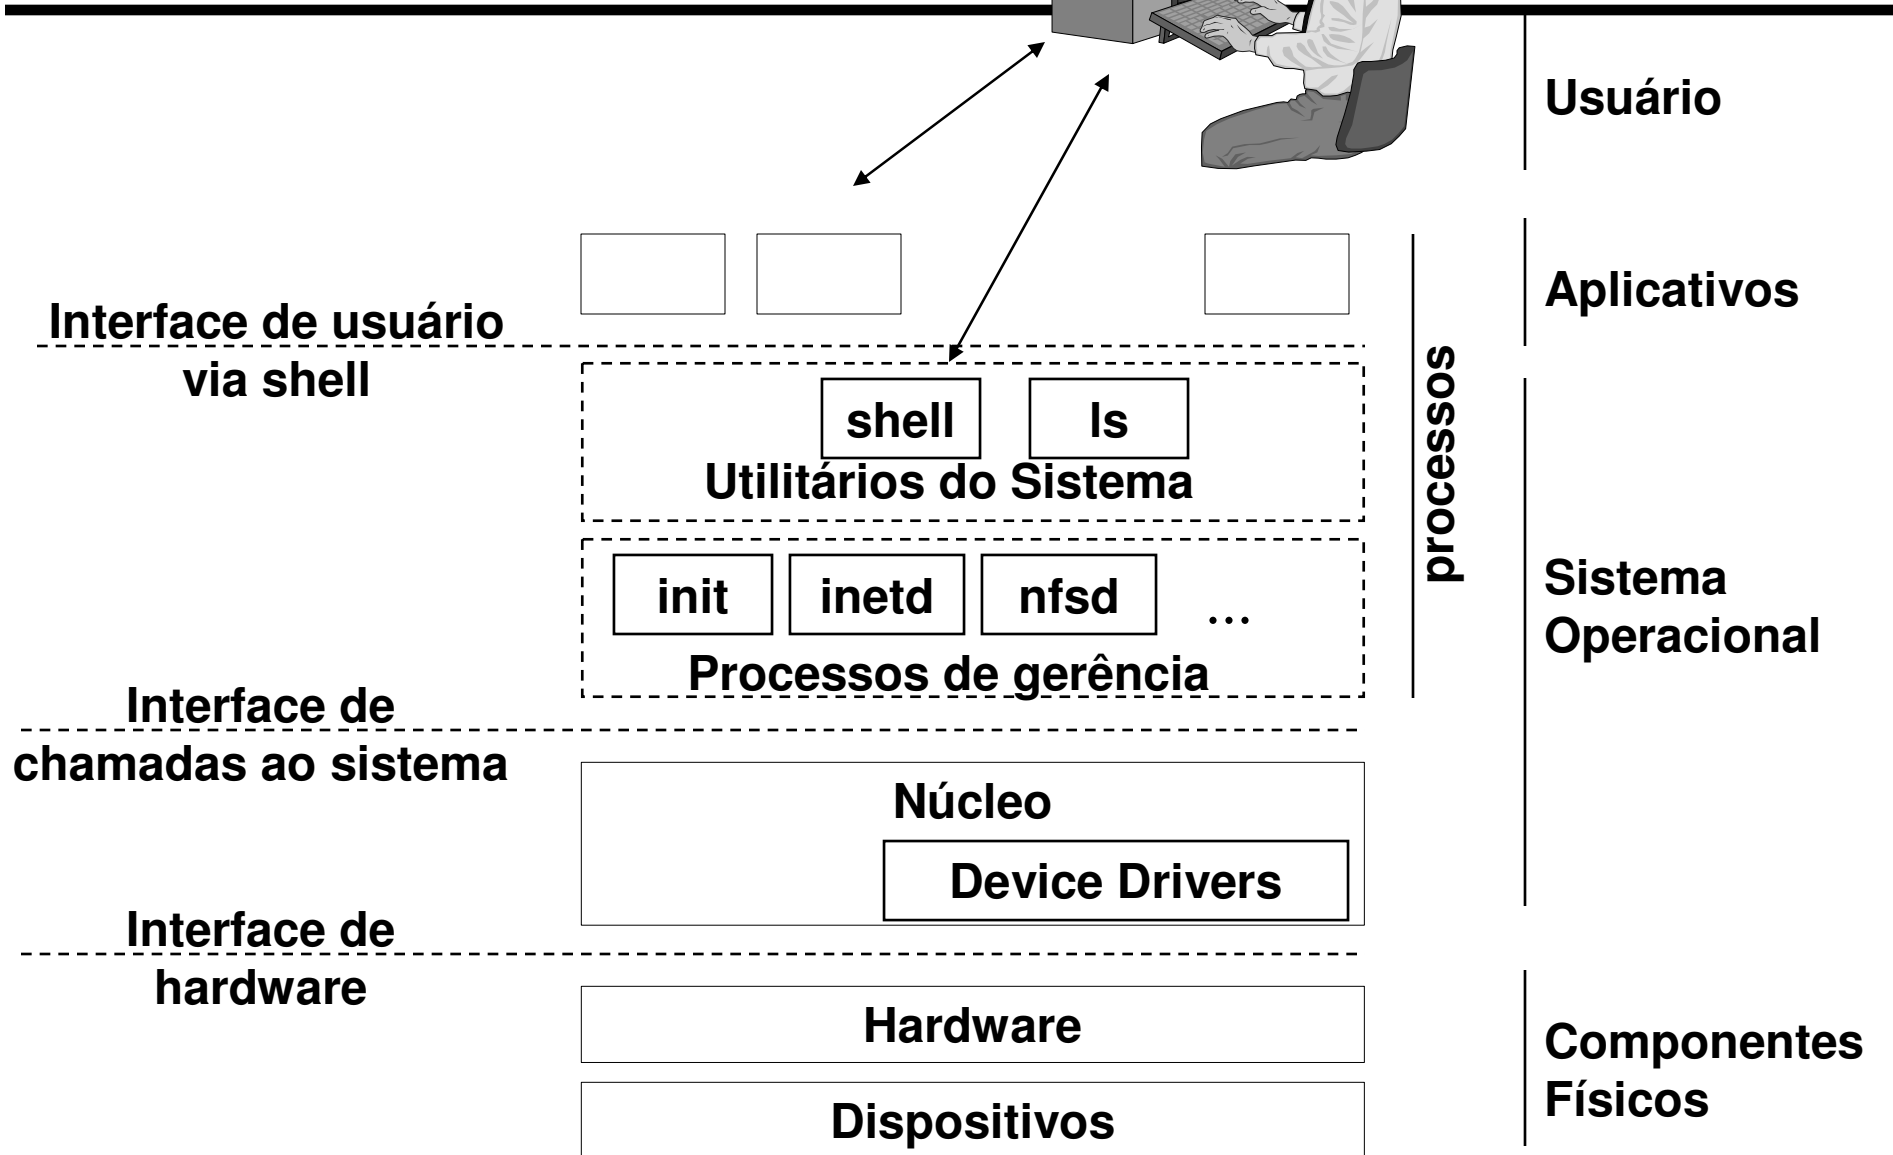 Usuário
Aplicativos
Interface de usuário
via shell
processos
shell
ls
Utilitários do Sistema
init
inetd
nfsd
...
Processos de gerência
Sistema
Operacional
Interface de
chamadas ao sistema
Núcleo
Device Drivers
Interface de
hardware
Hardware
Componentes
Físicos
Dispositivos